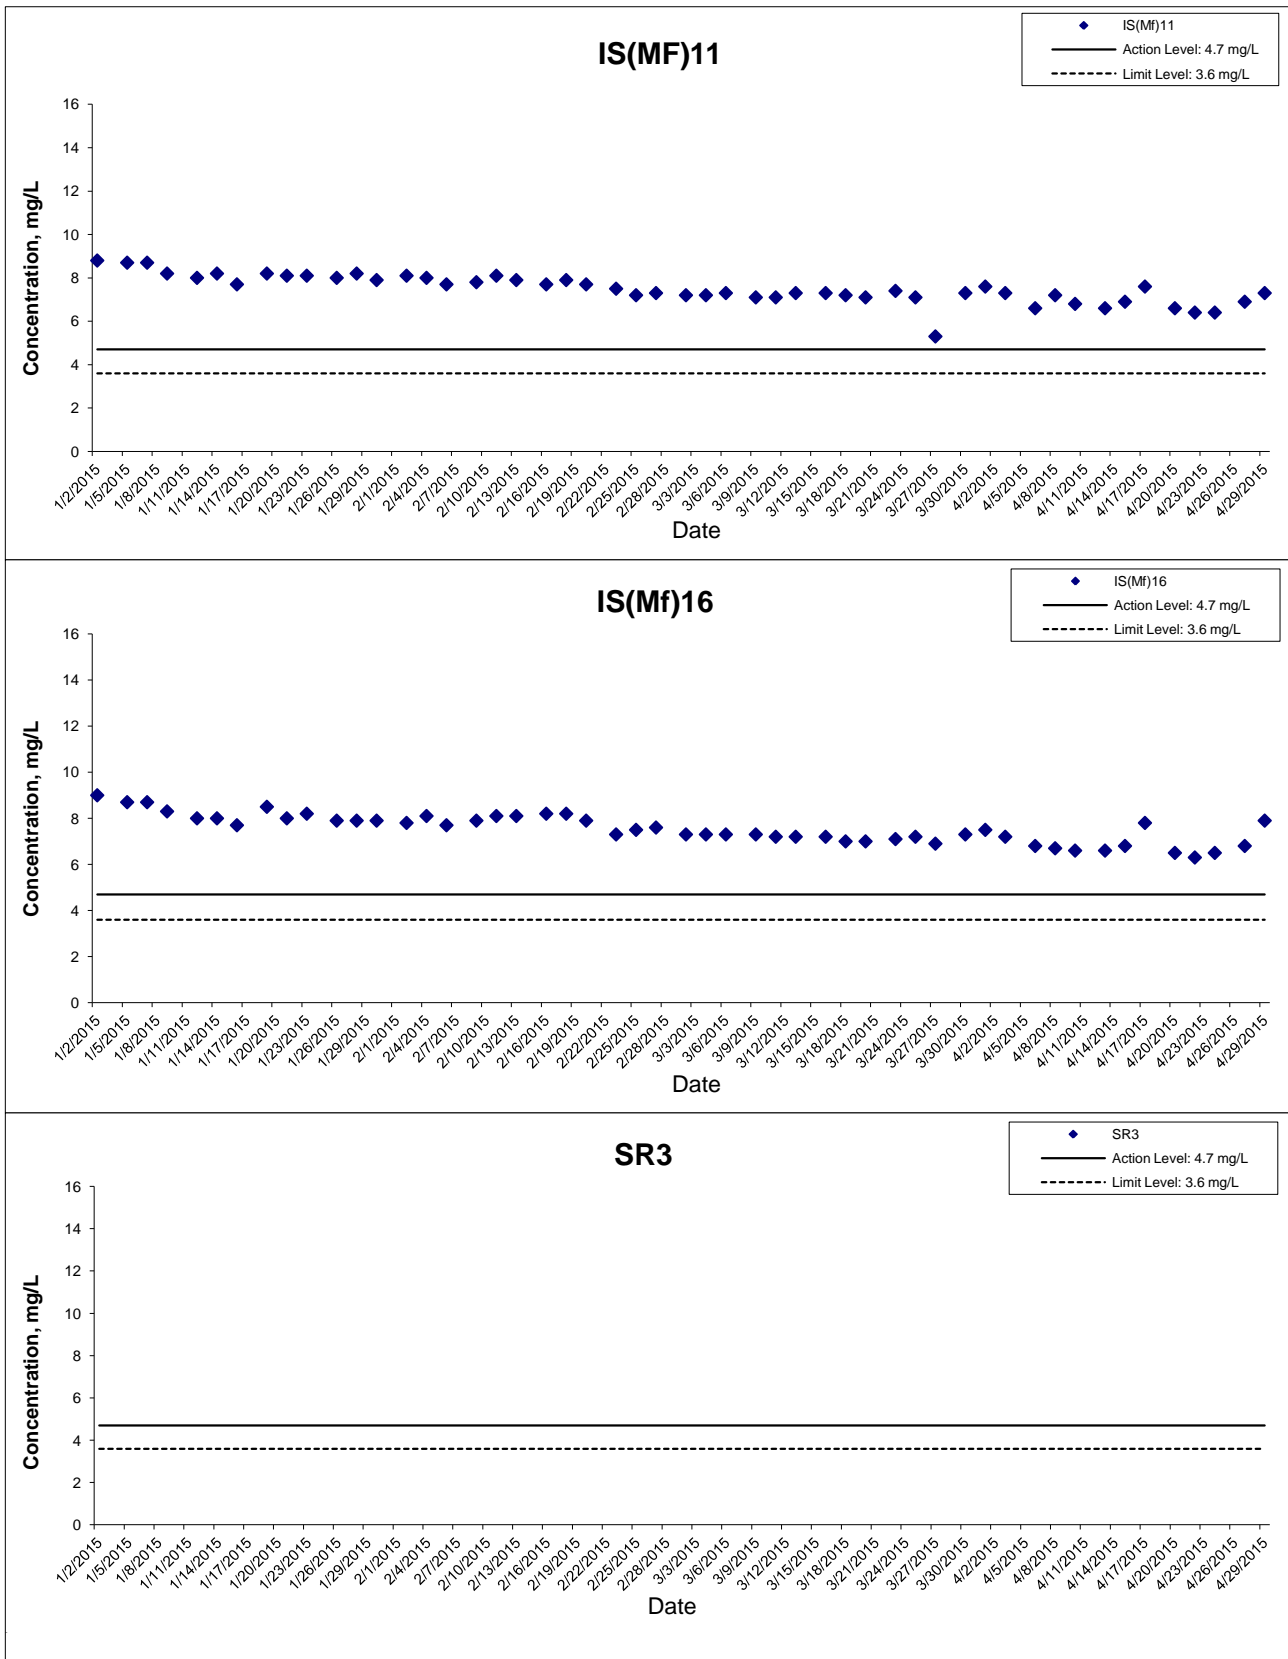 IS(MF)11
IS(Mf)11
Action Level: 4.7 mg/L
Limit Level: 3.6 mg/L
Concentration, mg/L
16
14
12
10
8
6
4
2
0
1/2/2015 1/5/2015 1/8/2015 1/11/2015 1/14/2015 1/17/2015 1/20/2015 1/23/2015 1/26/2015 1/29/2015 2/1/2015 2/4/2015 2/7/2015 2/10/2015 2/13/2015 2/16/2015 2/19/2015 2/22/2015 2/25/2015 2/28/2015 3/3/2015 3/6/2015 3/9/2015 3/12/2015 3/15/2015 3/18/2015 3/21/2015 3/24/2015 3/27/2015 3/30/2015 4/2/2015 4/5/2015 4/8/2015 4/11/2015 4/14/2015 4/17/2015 4/20/2015 4/23/2015 4/26/2015 4/29/2015
Date
IS(Mf)16
IS(Mf)16
Action Level: 4.7 mg/L
Limit Level: 3.6 mg/L
Concentration, mg/L
16
14
12
10
8
6
4
2
0
1/2/2015 1/5/2015 1/8/2015 1/11/2015 1/14/2015 1/17/2015 1/20/2015 1/23/2015 1/26/2015 1/29/2015 2/1/2015 2/4/2015 2/7/2015 2/10/2015 2/13/2015 2/16/2015 2/19/2015 2/22/2015 2/25/2015 2/28/2015 3/3/2015 3/6/2015 3/9/2015 3/12/2015 3/15/2015 3/18/2015 3/21/2015 3/24/2015 3/27/2015 3/30/2015 4/2/2015 4/5/2015 4/8/2015 4/11/2015 4/14/2015 4/17/2015 4/20/2015 4/23/2015 4/26/2015 4/29/2015
Date
SR3
SR3
Action Level: 4.7 mg/L
Limit Level: 3.6 mg/L
Concentration, mg/L
16
14
12
10
8
6
4
2
0
1/2/2015 1/5/2015 1/8/2015 1/11/2015 1/14/2015 1/17/2015 1/20/2015 1/23/2015 1/26/2015 1/29/2015 2/1/2015 2/4/2015 2/7/2015 2/10/2015 2/13/2015 2/16/2015 2/19/2015 2/22/2015 2/25/2015 2/28/2015 3/3/2015 3/6/2015 3/9/2015 3/12/2015 3/15/2015 3/18/2015 3/21/2015 3/24/2015 3/27/2015 3/30/2015 4/2/2015 4/5/2015 4/8/2015 4/11/2015 4/14/2015 4/17/2015 4/20/2015 4/23/2015 4/26/2015 4/29/2015
Date